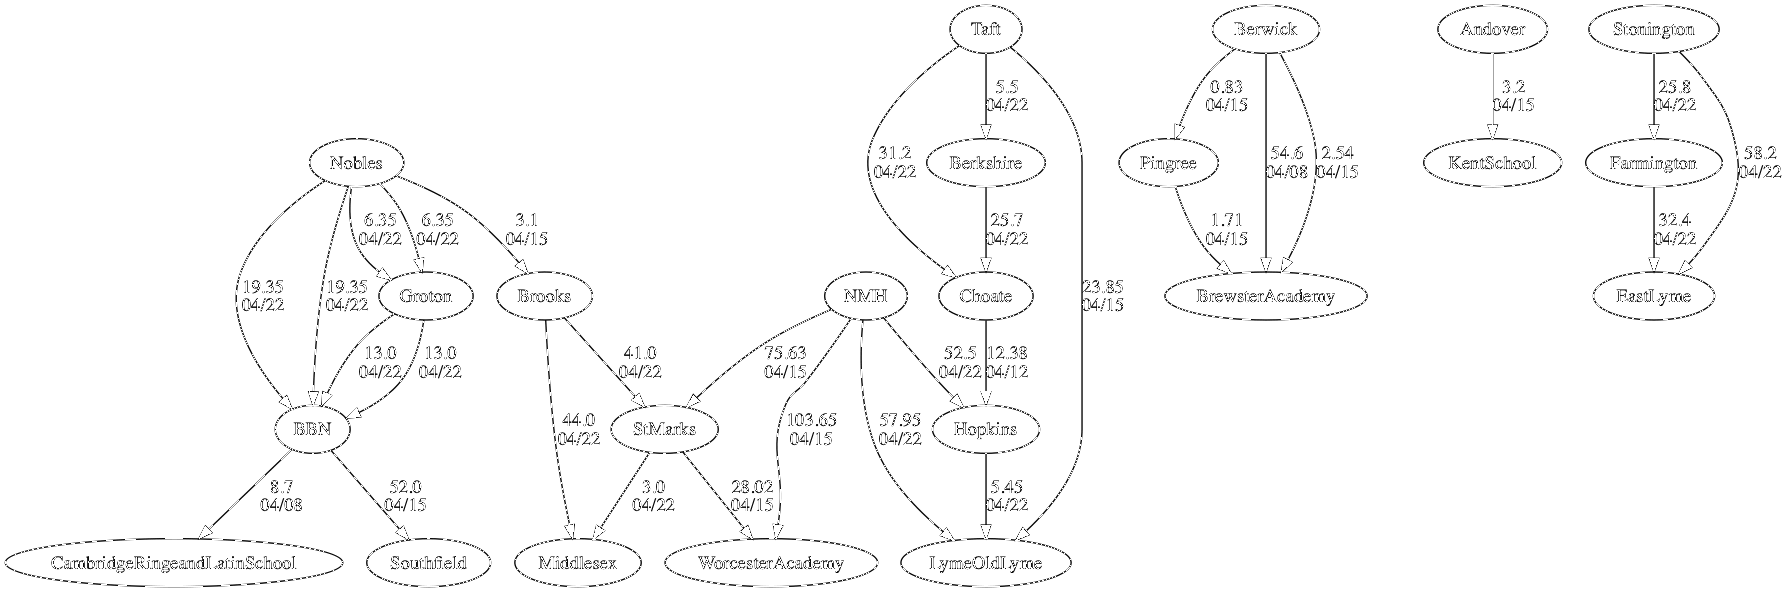 Taft
Berwick
Andover
Stonington
5.5
04/22
0.83
04/15
3.2
04/15
25.8
04/22
Nobles
31.2
04/22
Berkshire
Pingree
54.6
04/08
2.54
04/15
KentSchool
Farmington
58.2
04/22
6.35
04/22
6.35
04/22
3.1
04/15
25.7
04/22
1.71
04/15
32.4
04/22
19.35
04/22
19.35
04/22
Groton
Brooks
NMH
Choate
23.85
04/15
BrewsterAcademy
EastLyme
13.0
04/22
13.0
04/22
41.0
04/22
75.63
04/15
52.5
04/22
12.38
04/12
BBN
44.0
04/22
StMarks
103.65
04/15
57.95
04/22
Hopkins
8.7
04/08
52.0
04/15
3.0
04/22
28.02
04/15
5.45
04/22
CambridgeRingeandLatinSchool
Southfield
Middlesex
WorcesterAcademy
LymeOldLyme